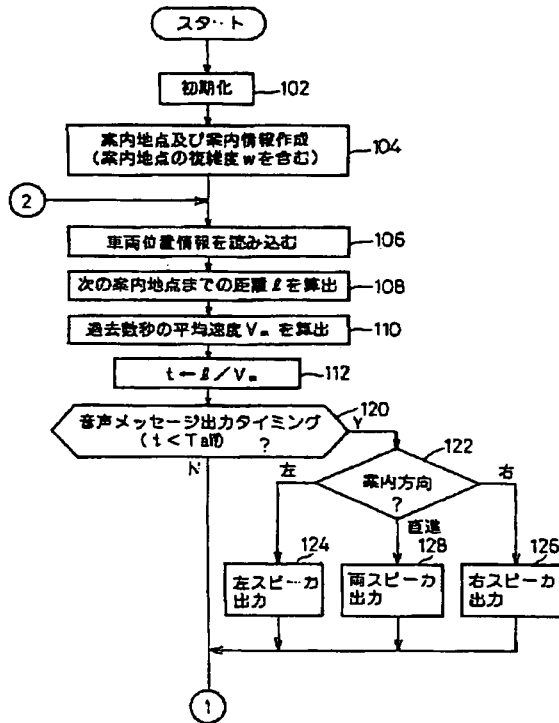 スタート
初期化
102
案内地点及び案内情報作成
(案内地点の複雑度wを含む)
104
2
車両位置情報を読み込む
106
次の案内地点までの距離ℓを算出
108
過去数秒の平均速度Vmを算出
110
t←ℓ/Vm
112
音声メッセージ出力タイミング
120
Y
122
N
左
案内方向
?
右
直進
124
128
126
左スピーカ
出力
両スピーカ
出力
右スピーカ
出力
1